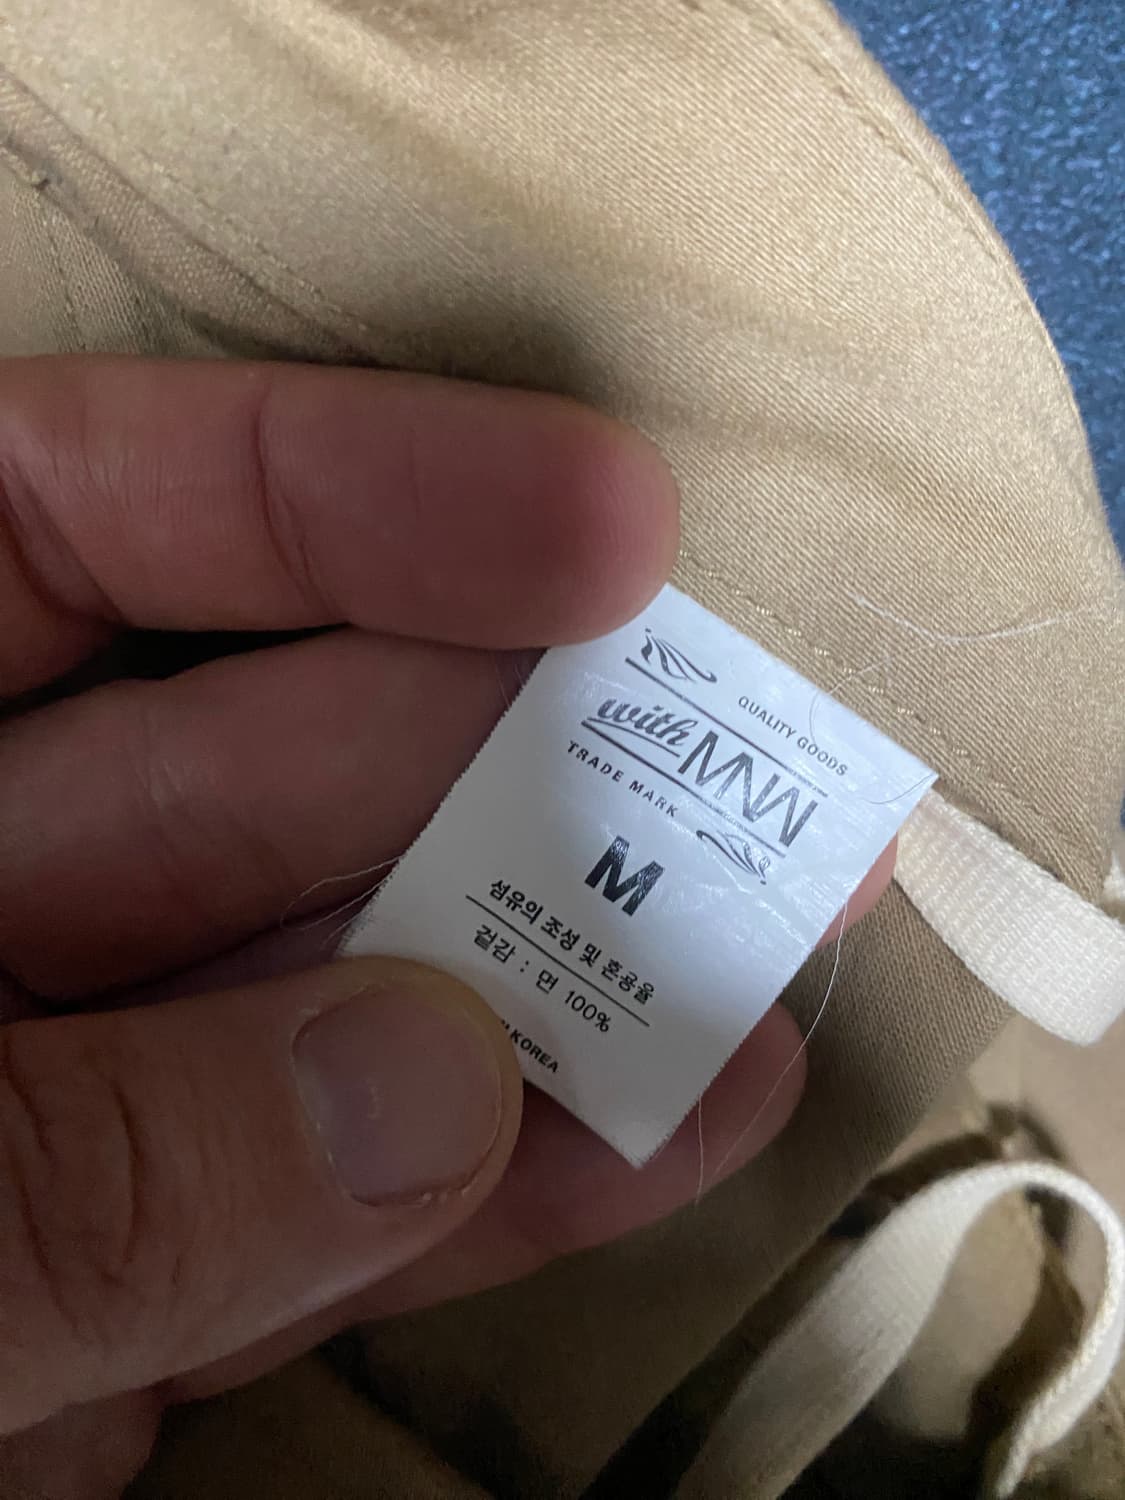 QUALITY GOODS
with MNW
TRADE MARK
M
섬유의 조성 및 혼용율
겉감 : 면 100%
KOREA